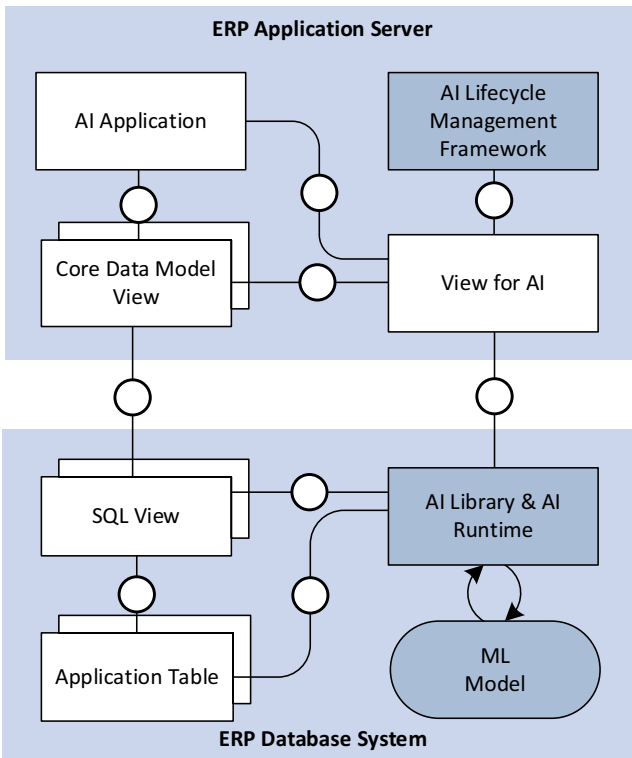 ERP Application Server
AI Application
AI Lifecycle
Management
Framework
Core Data Model
View
View for AI
SQL View
AI Library & AI
Runtime
Application Table
ML
Model
ERP Database System